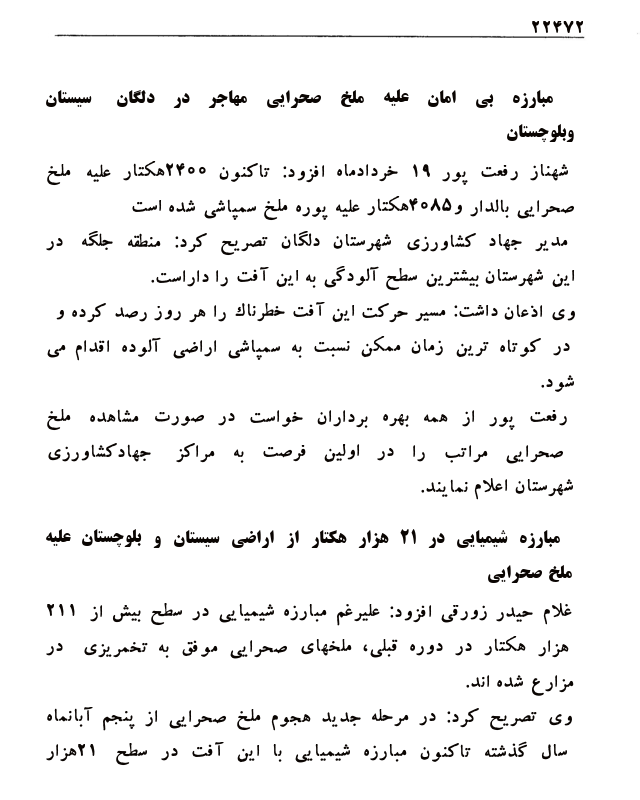 ۲۲۴۷۲
مبارزه بی امان علیه ملخ صحرایی مهاجر در دلگان سیستان
وبلوچستان
شهناز رفعت پور ۱۹ خردادماه افزود: تاکنون ۲۴۰۰هکتار علیه ملخ
صحرایی بالدار و۴۰۸۵هکتار علیه پوره ملخ سمپاشی شده است
مدیر جهاد کشاورزی شهرستان دلگان تصریح کرد: منطقه جلگه در
این شهرستان بیشترین سطح آلودگی به این آفت را داراست.
وی اذعان داشت: مسیر حرکت این آفت خطرناك را هر روز رصد کرده و
در کوتاه ترین زمان ممکن نسبت به سمپاشی اراضی آلوده اقدام می
شود.
رفعت پور از همه بهره برداران خواست در صورت مشاهده ملخ
صحرایی مراتب را در اولین فرصت به مراکز جهادکشاورزی
شهرستان اعلام نمایند.
مبارزه شیمیایی در ۲۱ هزار هکتار از اراضی سیستان و بلوچستان علیه
ملخ صحرایی
غلام حیدر زورقی افزود: علیرغم مبارزه شیمیایی در سطح بیش از ۲۱۱
هزار هکتار در دوره قبلی، ملخهای صحرایی موفق به تخمریزی در
مزارع شده اند.
وی تصریح کرد: در مرحله جدید هجوم ملخ صحرایی از پنجم آبانماه
سال گذشته تاکنون مبارزه شیمیایی با این آفت در سطح ۲۱هزار